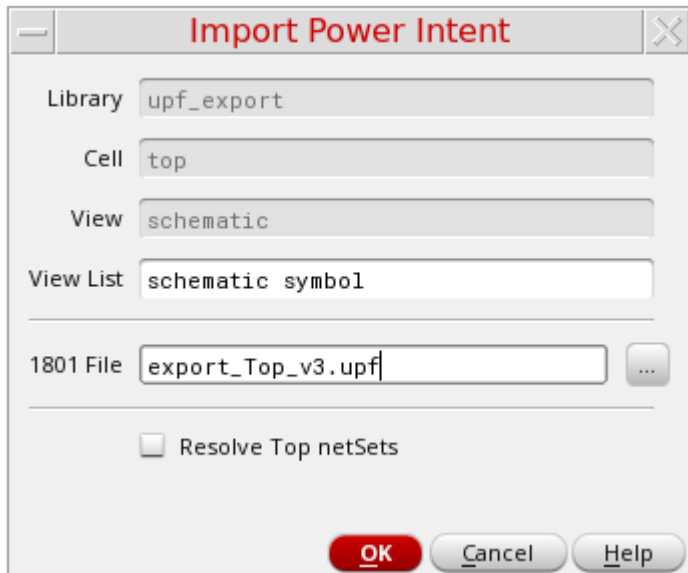 Import Power Intent
Library upf_export
Cell top
View schematic
View List schematic symbol
1801 File export_Top_v3.upf ...
Resolve Top netSets
OK Cancel Help